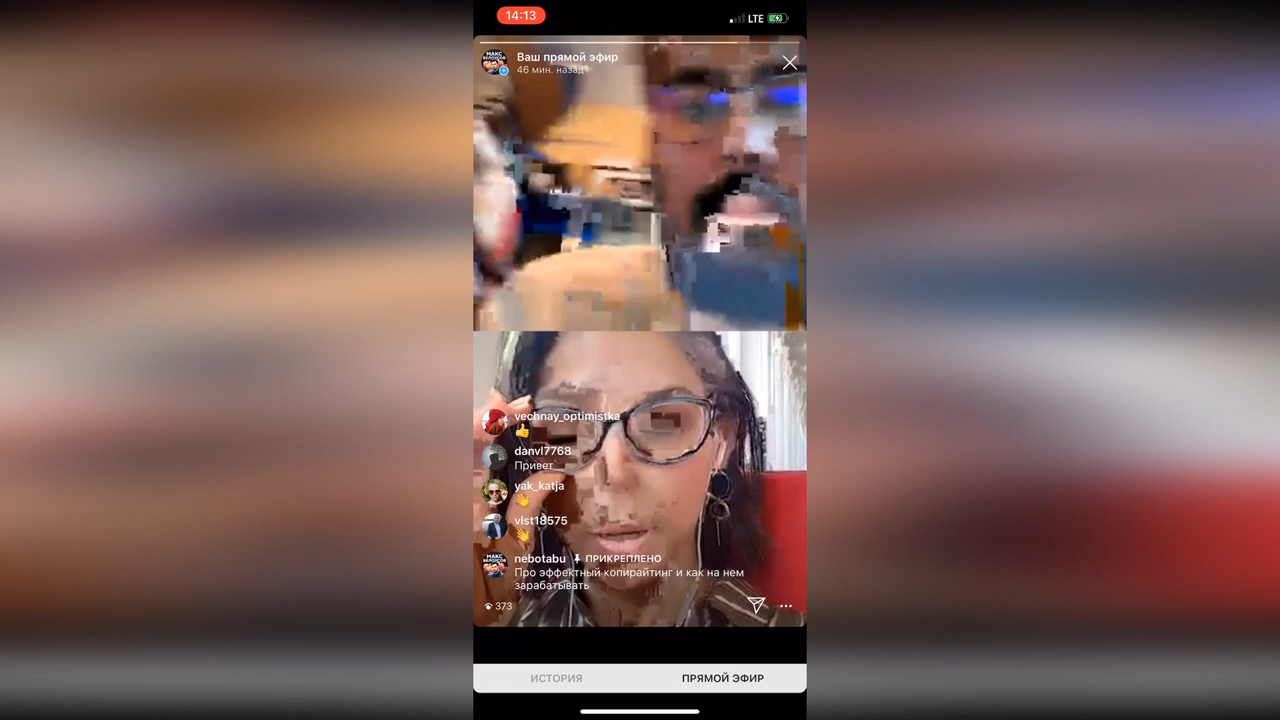 14:13
LTE
Ваш прямой эфир
46 мин. назад
vechnay_optimistka
👍
danvl7768
Привет
yak_katja
👋
vlst18575
👋
nebotabu ПРИКРЕПЛЕНО
Про эффектный копирайтинг и как на нем
зарабатывать
373
ИСТОРИЯ
ПРЯМОЙ ЭФИР